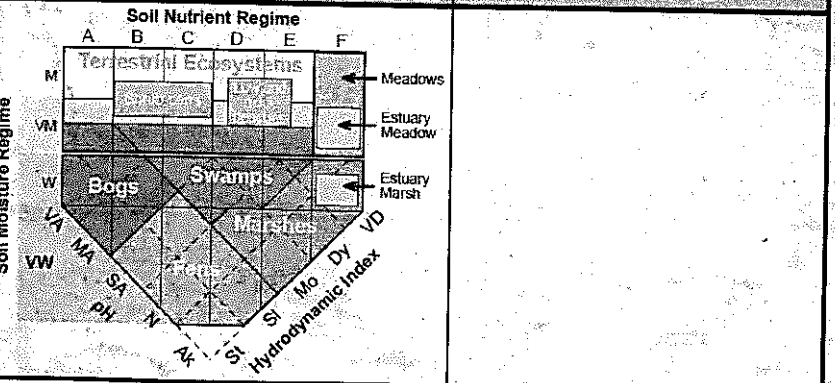 Soil Nutrient Regime
A B C D E F
Terrestrial Ecosystems
M
Meadows
VM
Estuary
Meadow
Soil Moisture Regime
W
Bogs
Swamps
Estuary
Marsh
Marshes
VW
Fens
VA
MA
SA
N
Ak
pH
St
Sl
Mo
Dy
VD
Hydrodynamic Index